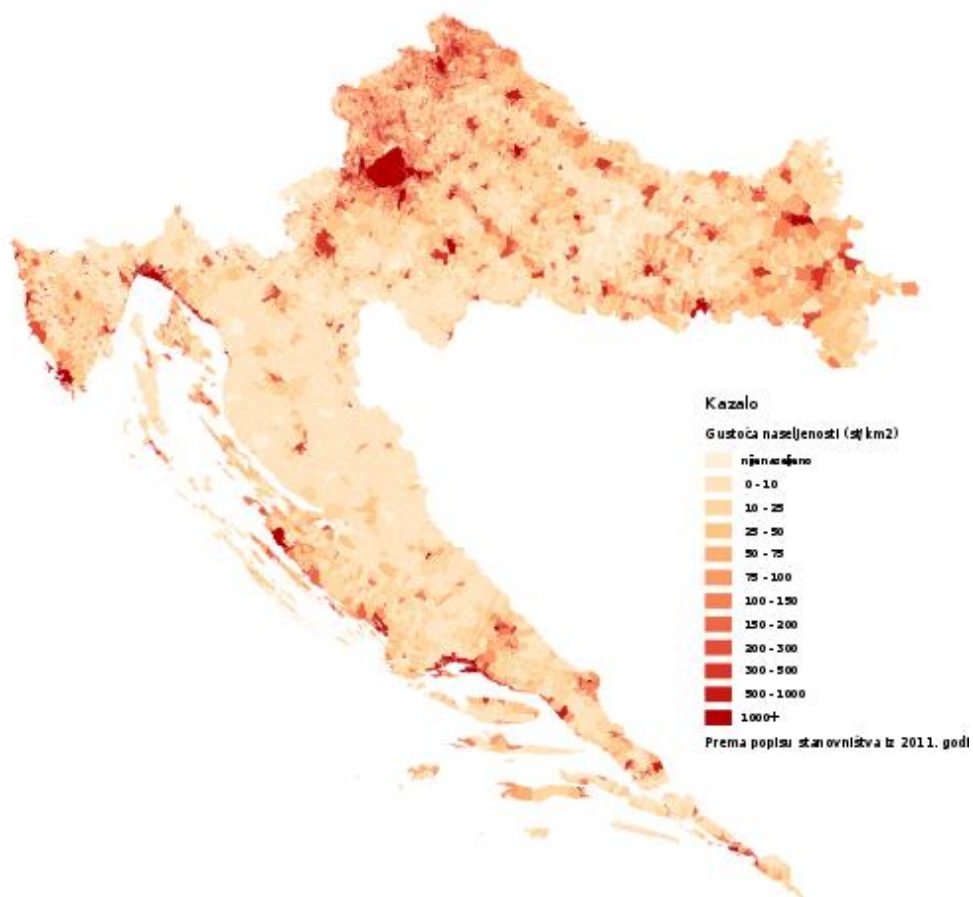 Kazalo
Gustoća naseljenosti (st/km2)
nije naseljeno
0 - 10
10 - 25
25 - 50
50 - 75
75 - 100
100 - 150
150 - 200
200 - 300
300 - 500
500 - 1000
1000+
Prema popisu stanovništva iz 2011. godi